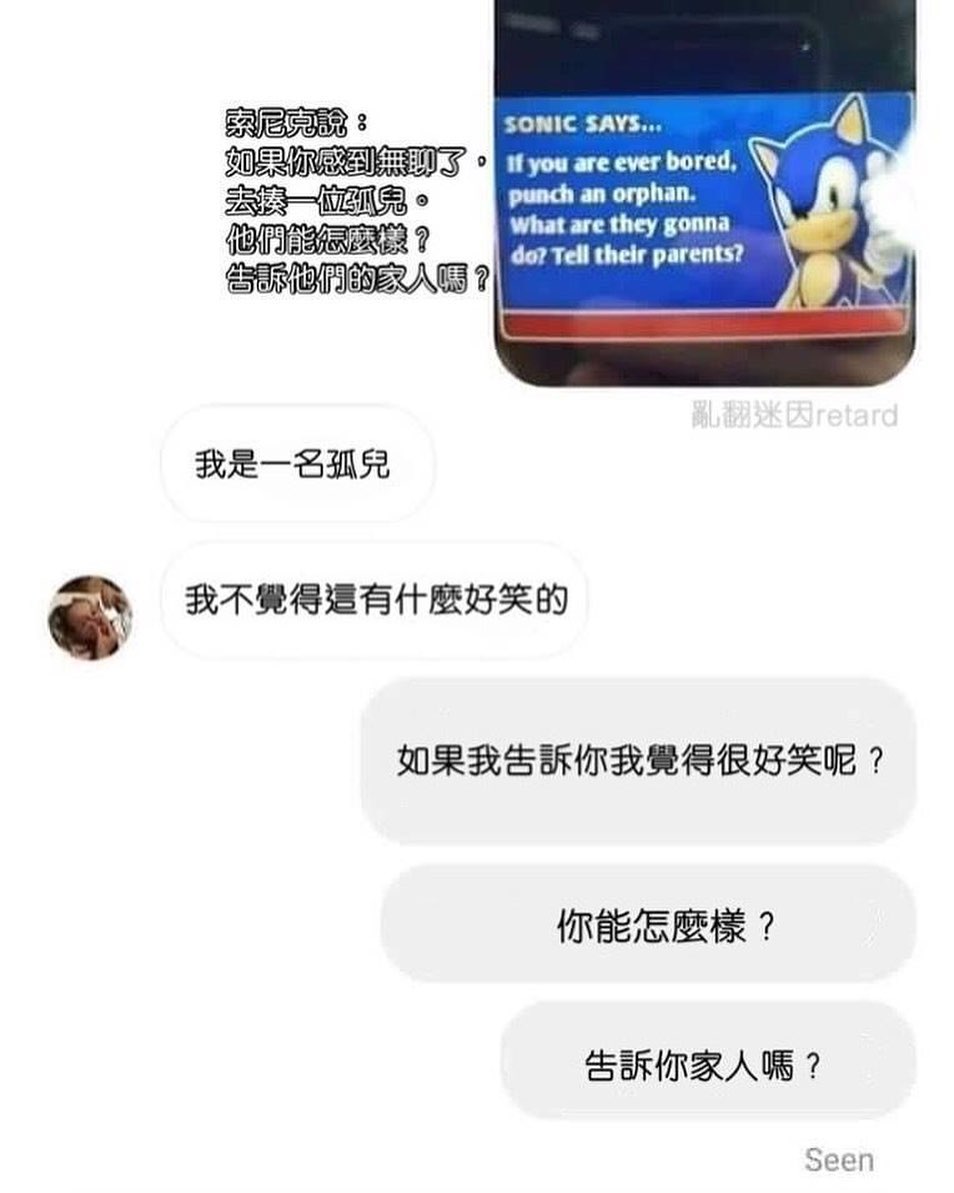 索尼克說：
如果你感到無聊了，
去揍一位孤兒。
他們能怎麼樣？
告訴他們的家人嗎？
SONIC SAYS...
If you are ever bored,
punch an orphan.
What are they gonna
do? Tell their parents?
亂翻迷因retard
我是一名孤兒
我不覺得這有什麼好笑的
如果我告訴你我覺得很好笑呢？
你能怎麼樣？
告訴你家人嗎？
Seen